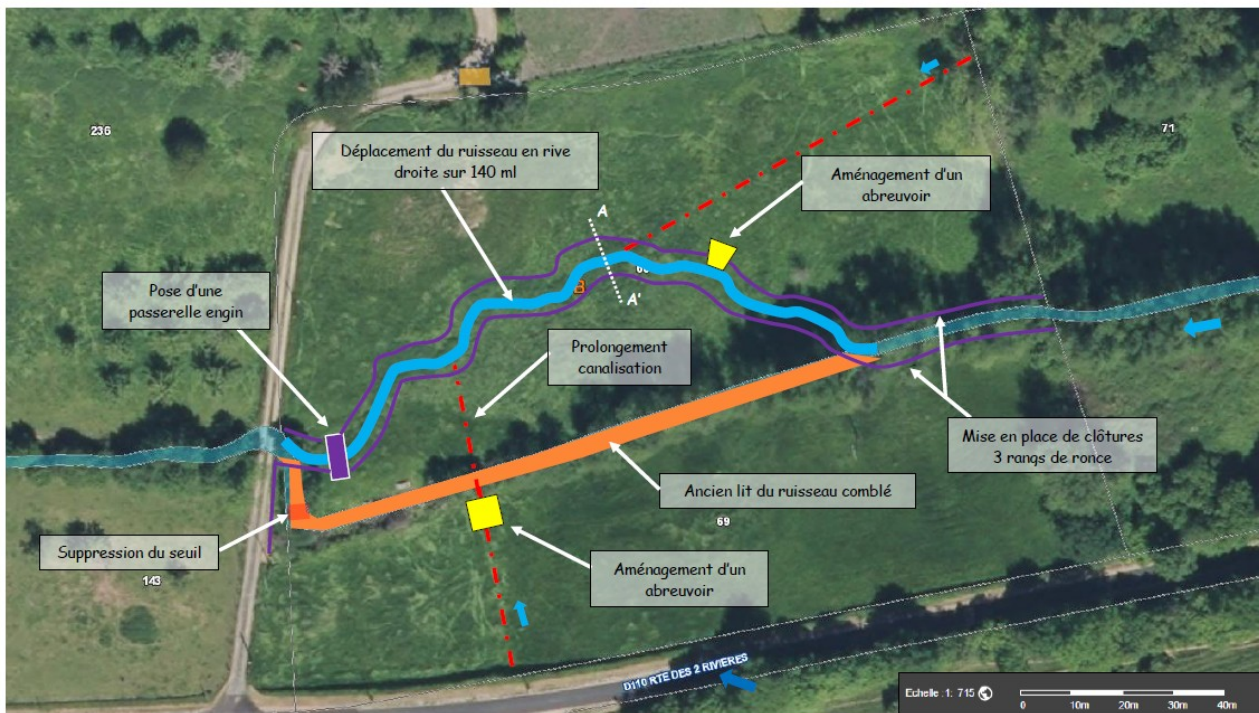 236
71
Déplacement du ruisseau en rive
droite sur 140 ml
Aménagement d'un
abreuvoir
A
A'
Pose d'une
passerelle engin
Prolongement
canalisation
Mise en place de clôtures
3 rangs de ronce
Ancien lit du ruisseau comblé
69
Suppression du seuil
143
Aménagement d'un
abreuvoir
D110 RTE DES 2 RIVIERES
Echelle :1: 715
0 10m 20m 30m 40m